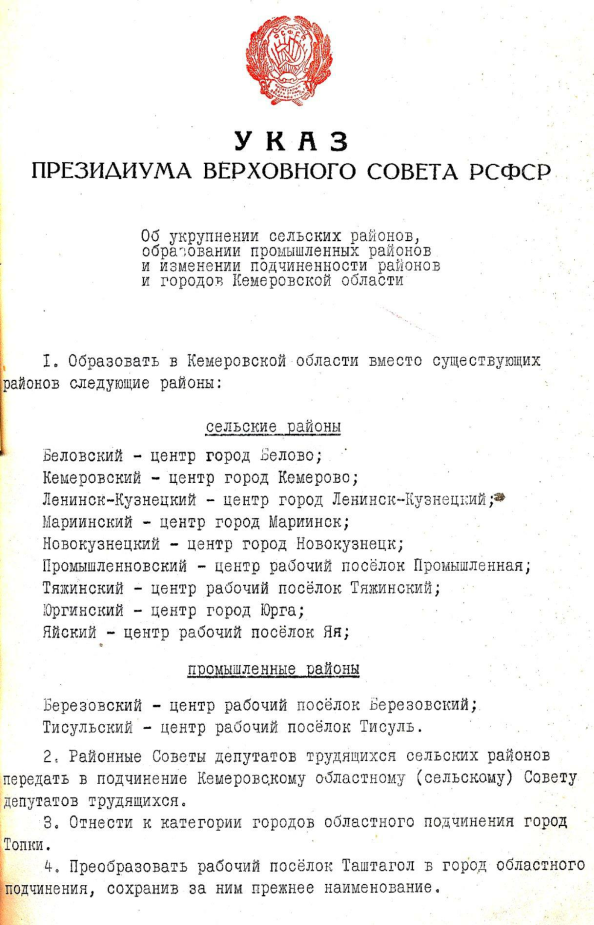 УКАЗ
ПРЕЗИДИУМА ВЕРХОВНОГО СОВЕТА РСФСР
Об укрупнении сельских районов,
образовании промышленных районов
и изменении подчиненности районов
и городов Кемеровской области
I. Образовать в Кемеровской области вместо существующих
районов следующие районы:
сельские районы
Беловский – центр город Белово;
Кемеровский – центр город Кемерово;
Ленинск-Кузнецкий – центр город Ленинск-Кузнецкий;
Мариинский – центр город Мариинск;
Новокузнецкий – центр город Новокузнецк;
Промышленновский – центр рабочий посёлок Промышленная;
Тяжинский – центр рабочий посёлок Тяжинский;
Юргинский – центр город Юрга;
Яйский – центр рабочий посёлок Яя;
промышленные районы
Березовский – центр рабочий посёлок Березовский;
Тисульский – центр рабочий посёлок Тисуль.
2. Районные Советы депутатов трудящихся сельских районов
передать в подчинение Кемеровскому областному (сельскому) Совету
депутатов трудящихся.
3. Отнести к категории городов областного подчинения город
Топки.
4. Преобразовать рабочий посёлок Таштагол в город областного
подчинения, сохранив за ним прежнее наименование.